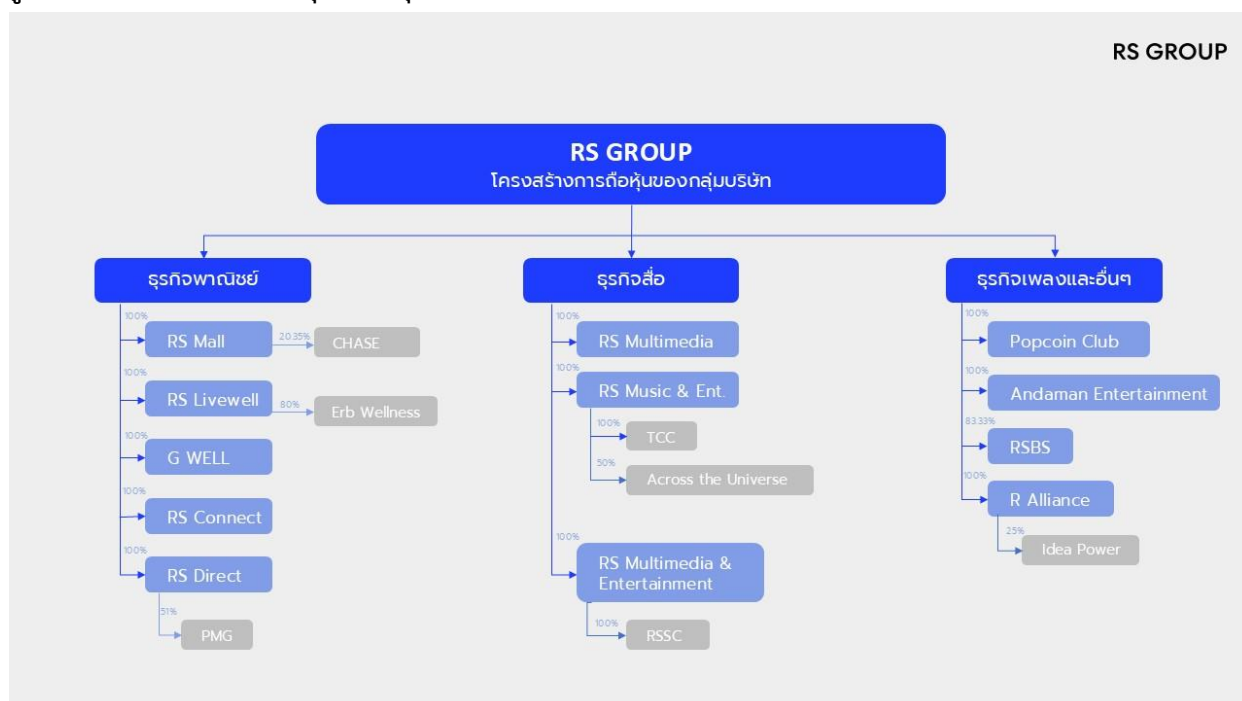 RS GROUP
RS GROUP
โครงสร้างการถือหุ้นของกลุ่มบริษัท
ธุรกิจพาณิชย์
100%
RS Mall
20.35%
CHASE
100%
RS Livewell
80%
Erb Wellness
100%
G WELL
100%
RS Connect
100%
RS Direct
51%
PMG
ธุรกิจสื่อ
100%
RS Multimedia
100%
RS Music & Ent.
100%
TCC
50%
Across the Universe
100%
RS Multimedia &
Entertainment
100%
RSSC
ธุรกิจเพลงและอื่นๆ
100%
Popcoin Club
100%
Andaman Entertainment
83.33%
RSBS
100%
R Alliance
25%
Idea Power